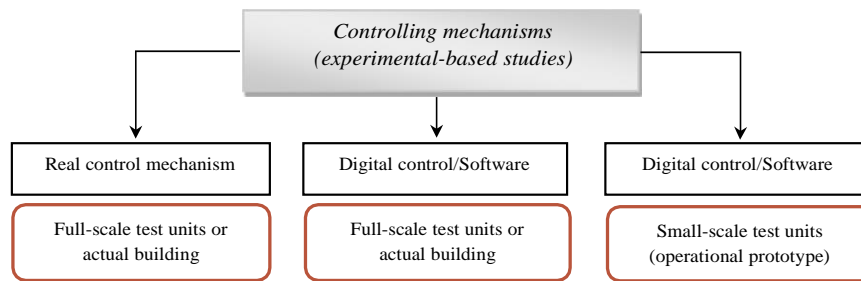 Controlling mechanisms
(experimental-based studies)
Real control mechanism
Full-scale test units or
actual building
Digital control/Software
Full-scale test units or
actual building
Digital control/Software
Small-scale test units
(operational prototype)